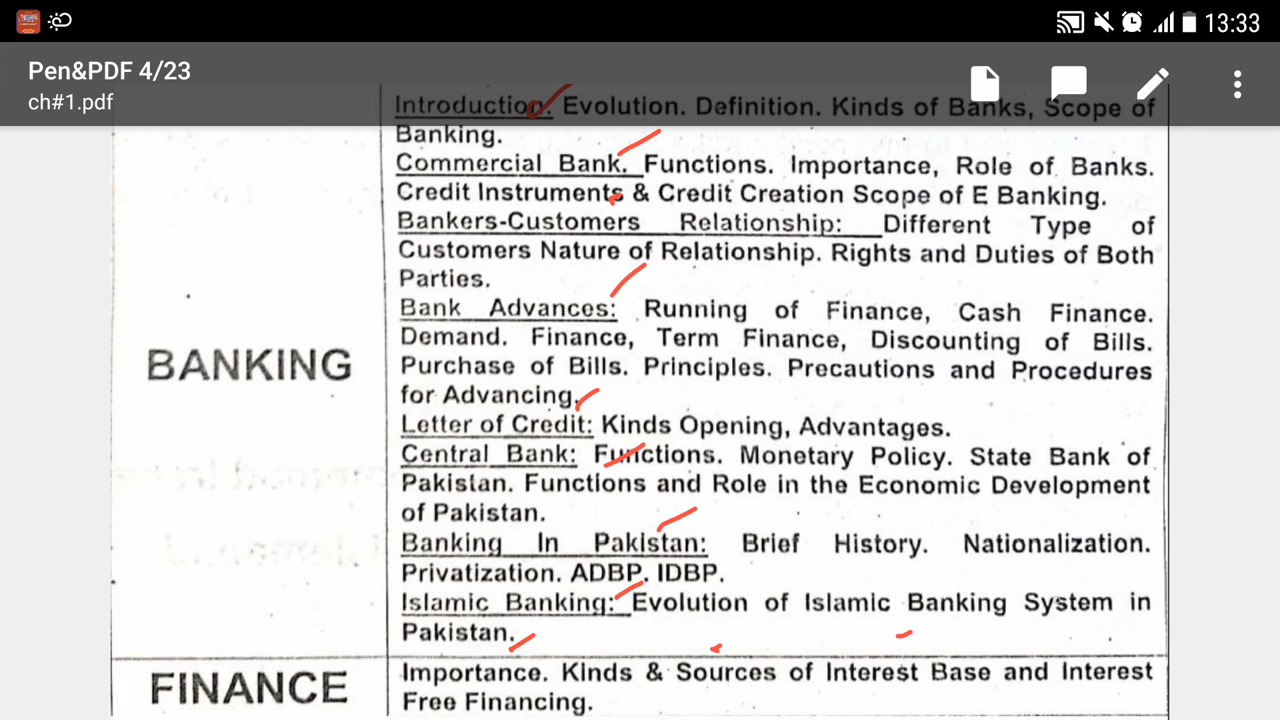 13:33
Pen&PDF 4/23
ch#1.pdf
Introduction. Evolution. Definition. Kinds of Banks, Scope of
Banking.
Commercial Bank. Functions. Importance, Role of Banks.
Credit Instruments & Credit Creation Scope of E Banking.
Bankers-Customers Relationship: Different Type of
Customers Nature of Relationship. Rights and Duties of Both
Parties.
Bank Advances: Running of Finance, Cash Finance.
Demand. Finance, Term Finance, Discounting of Bills.
BANKING
Purchase of Bills. Principles. Precautions and Procedures
for Advancing.
Letter of Credit: Kinds Opening, Advantages.
Central Bank: Functions. Monetary Policy. State Bank of
Pakistan. Functions and Role in the Economic Development
of Pakistan.
Banking In Pakistan: Brief History. Nationalization.
Privatization. ADBP. IDBP.
Islamic Banking: Evolution of Islamic Banking System in
Pakistan.
FINANCE
Importance. Kinds & Sources of Interest Base and Interest
Free Financing.